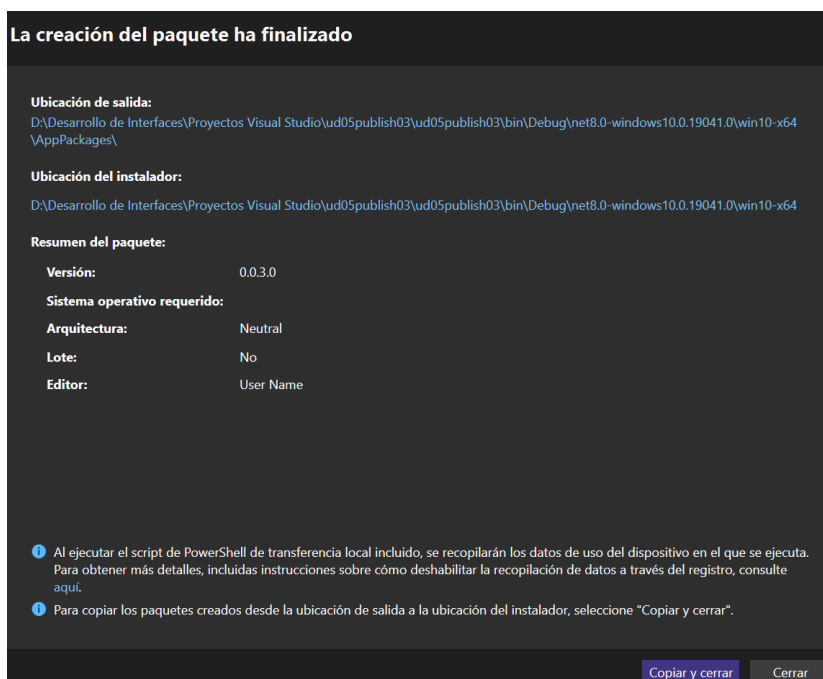 La creación del paquete ha finalizado
Ubicación de salida:
D:\Desarrollo de Interfaces\Proyectos Visual Studio\ud05publish03\ud05publish03\bin\Debug\net8.0-windows10.0.19041.0\win10-x64
\AppPackages\
Ubicación del instalador:
D:\Desarrollo de Interfaces\Proyectos Visual Studio\ud05publish03\ud05publish03\bin\Debug\net8.0-windows10.0.19041.0\win10-x64
Resumen del paquete:
Versión: 0.0.3.0
Sistema operativo requerido:
Arquitectura: Neutral
Lote: No
Editor: User Name
Al ejecutar el script de PowerShell de transferencia local incluido, se recopilarán los datos de uso del dispositivo en el que se ejecuta.
Para obtener más detalles, incluidas instrucciones sobre cómo deshabilitar la recopilación de datos a través del registro, consulte
aquí.
Para copiar los paquetes creados desde la ubicación de salida a la ubicación del instalador, seleccione "Copiar y cerrar".
Copiar y cerrar Cerrar